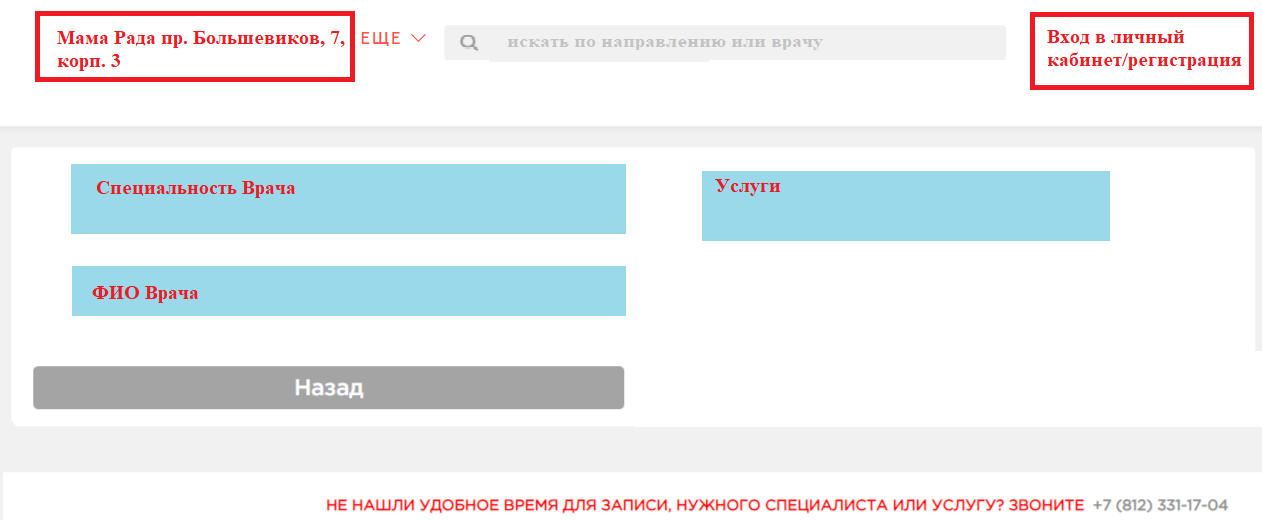 Мама Рада пр. Большевиков, 7,
корп. 3
ЕЩЕ
искать по направлению или врачу
Вход в личный
кабинет/регистрация
Специальность Врача
Услуги
ФИО Врача
Назад
НЕ НАШЛИ УДОБНОЕ ВРЕМЯ ДЛЯ ЗАПИСИ, НУЖНОГО СПЕЦИАЛИСТА ИЛИ УСЛУГУ? ЗВОНИТЕ +7 (812) 331-17-04